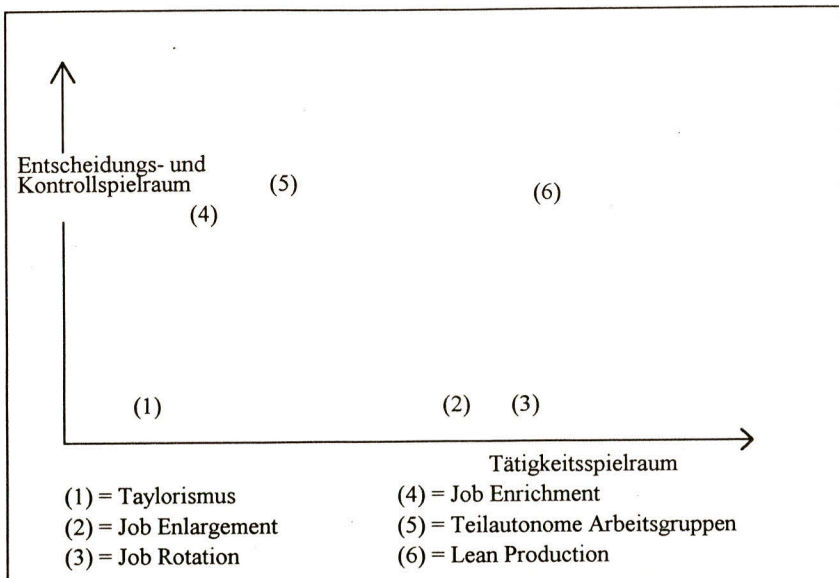 Entscheidungs- und
Kontrollspielraum
(5)
(6)
(4)
(1)
(2)
(3)
Tätigkeitsspielraum
(1) = Taylorismus
(4) = Job Enrichment
(2) = Job Enlargement
(5) = Teilautonome Arbeitsgruppen
(3) = Job Rotation
(6) = Lean Production